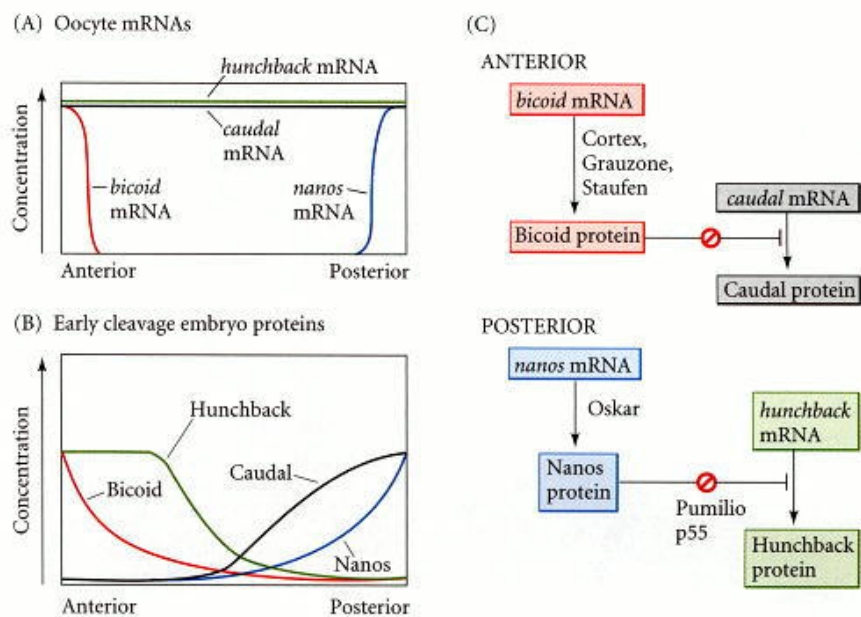 (A) Oocyte mRNAs
hunchback mRNA
caudal
mRNA
bicoid
mRNA
nanos
mRNA
Concentration
Anterior
Posterior
(B) Early cleavage embryo proteins
Hunchback
Caudal
Bicoid
Nanos
Concentration
Anterior
Posterior
(C)
ANTERIOR
bicoid mRNA
Cortex,
Grauzone,
Staufen
caudal mRNA
Bicoid protein
Caudal protein
POSTERIOR
nanos mRNA
Oskar
hunchback
mRNA
Nanos
protein
Pumilio
p55
Hunchback
protein